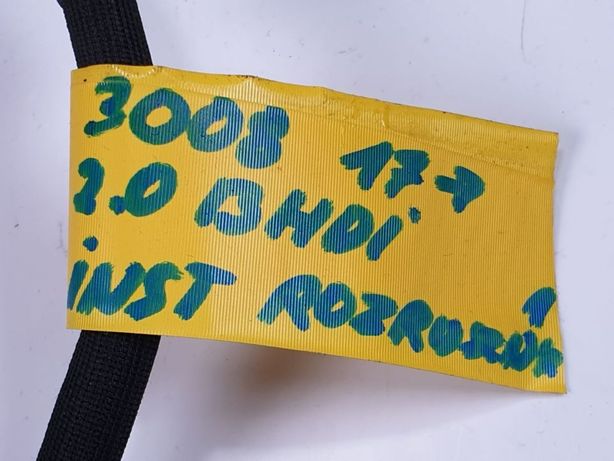 3008 17→
2.0 BHDi
iNST ROZRUSZN